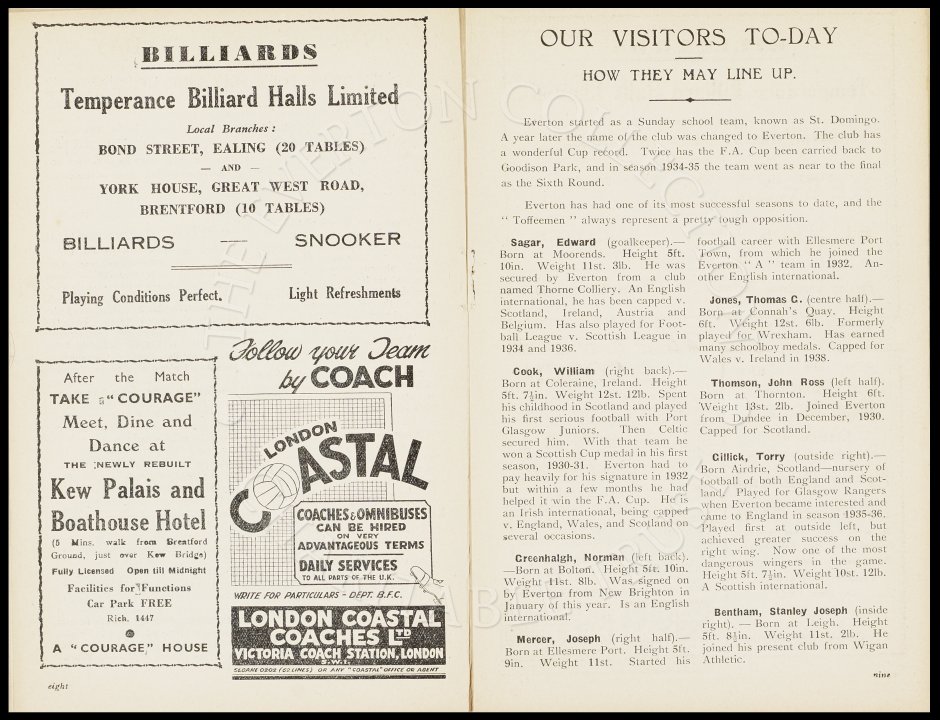 BILLIARDS
Temperance Billiard Halls Limited
Local Branches :
BOND STREET, EALING (20 TABLES)
— AND —
YORK HOUSE, GREAT WEST ROAD,
BRENTFORD (10 TABLES)
BILLIARDS — SNOOKER
Playing Conditions Perfect. Light Refreshments
After the Match
TAKE a "COURAGE"
Meet, Dine and
Dance at
THE NEWLY REBUILT
Kew Palais and
Boathouse Hotel
(5 Mins. walk from Brentford
Ground, just over Kew Bridge)
Fully Licensed Open till Midnight
Facilities for Functions
Car Park FREE
Rich. 1447
A "COURAGE" HOUSE
Follow your Team
by COACH
LONDON
COASTAL
COACHES & OMNIBUSES
CAN BE HIRED
ON VERY
ADVANTAGEOUS TERMS
DAILY SERVICES
TO ALL PARTS OF THE U.K.
WRITE FOR PARTICULARS - DEPT. B.F.C.
LONDON COASTAL
COACHES LTD
VICTORIA COACH STATION, LONDON
S.W.1.
SLOANE 0202 (52 LINES) OR ANY "COASTAL" OFFICE OR AGENT
eight
OUR VISITORS TO-DAY
HOW THEY MAY LINE UP.
Everton started as a Sunday school team, known as St. Domingo.
A year later the name of the club was changed to Everton. The club has
a wonderful Cup record. Twice has the F.A. Cup been carried back to
Goodison Park, and in season 1934-35 the team went as near to the final
as the Sixth Round.
Everton has had one of its most successful seasons to date, and the
" Toffeemen " always represent a pretty tough opposition.
Sagar, Edward (goalkeeper).—
Born at Moorends. Height 5ft.
10in. Weight 11st. 3lb. He was
secured by Everton from a club
named Thorne Colliery. An English
international, he has been capped v.
Scotland, Ireland, Austria and
Belgium. Has also played for Foot-
ball League v. Scottish League in
1934 and 1936.
Cook, William (right back).—
Born at Coleraine, Ireland. Height
5ft. 7½in. Weight 12st. 12lb. Spent
his childhood in Scotland and played
his first serious football with Port
Glasgow Juniors. Then Celtic
secured him. With that team he
won a Scottish Cup medal in his first
season, 1930-31. Everton had to
pay heavily for his signature in 1932
but within a few months he had
helped it win the F.A. Cup. He is
an Irish international, being capped
v. England, Wales, and Scotland on
several occasions.
Greenhalgh, Norman (left back).
—Born at Bolton. Height 5ft. 10in.
Weight 11st. 8lb. Was signed on
by Everton from New Brighton in
January of this year. Is an English
international.
Mercer, Joseph (right half).—
Born at Ellesmere Port. Height 5ft.
9in. Weight 11st. Started his
football career with Ellesmere Port
Town, from which he joined the
Everton " A " team in 1932. An-
other English international.
Jones, Thomas G. (centre half).—
Born at Connah's Quay. Height
6ft. Weight 12st. 6lb. Formerly
played for Wrexham. Has earned
many schoolboy medals. Capped for
Wales v. Ireland in 1938.
Thomson, John Ross (left half).
Born at Thornton. Height 6ft.
Weight 13st. 2lb. Joined Everton
from Dundee in December, 1930.
Capped for Scotland.
Gillick, Torry (outside right).—
Born Airdrie, Scotland—nursery of
football of both England and Scot-
land. Played for Glasgow Rangers
when Everton became interested and
came to England in season 1935-36.
Played first at outside left, but
achieved greater success on the
right wing. Now one of the most
dangerous wingers in the game.
Height 5ft. 7½in. Weight 10st. 12lb.
A Scottish international.
Bentham, Stanley Joseph (inside
right). — Born at Leigh. Height
5ft. 8½in. Weight 11st. 2lb. He
joined his present club from Wigan
Athletic.
nine